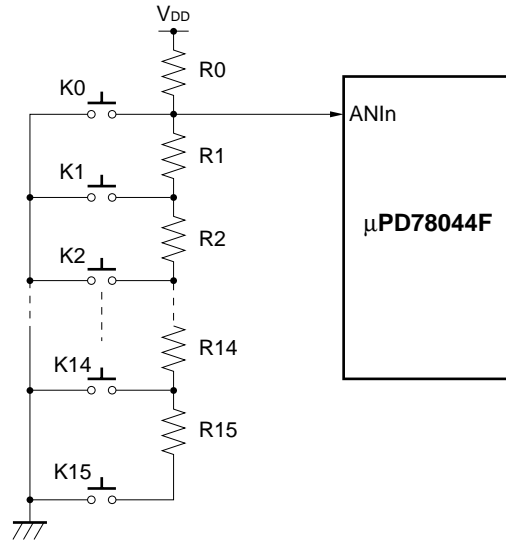 VDD
R0
K0
ANIn
R1
K1
μPD78044F
R2
K2
R14
K14
R15
K15